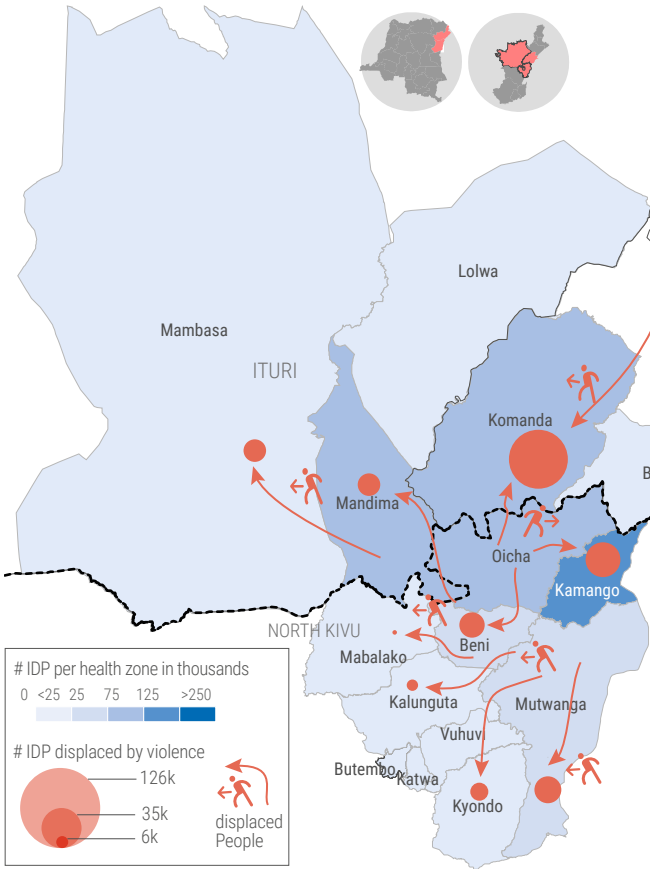 Lolwa
Mambasa
ITURI
Komanda
B
Mandima
Oicha
Kamango
NORTH KIVU
Beni
Mabalako
Kalunguta
Mutwanga
Vuhuvi
Butembo
Katwa
Kyondo
# IDP per health zone in thousands
0 <25 25 75 125 >250
# IDP displaced by violence
126k
35k
6k
displaced
People